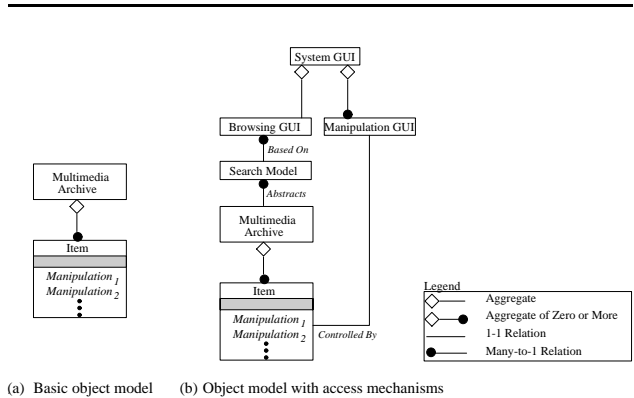 System GUI
Browsing GUI
Manipulation GUI
Based On
Search Model
Abstracts
Multimedia
Archive
Multimedia
Archive
Item
Manipulation 1
Manipulation 2
Item
Manipulation 1
Manipulation 2
Controlled By
Legend
Aggregate
Aggregate of Zero or More
1-1 Relation
Many-to-1 Relation
(a) Basic object model
(b) Object model with access mechanisms